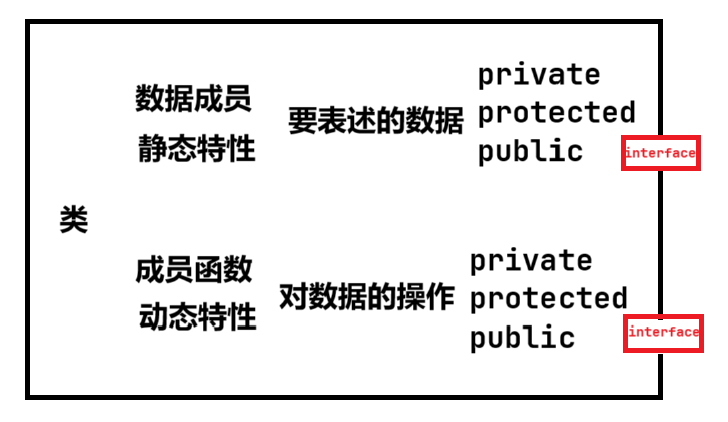 类
数据成员
静态特性
要表述的数据
private
protected
public
interface
成员函数
动态特性
对数据的操作
private
protected
public
interface